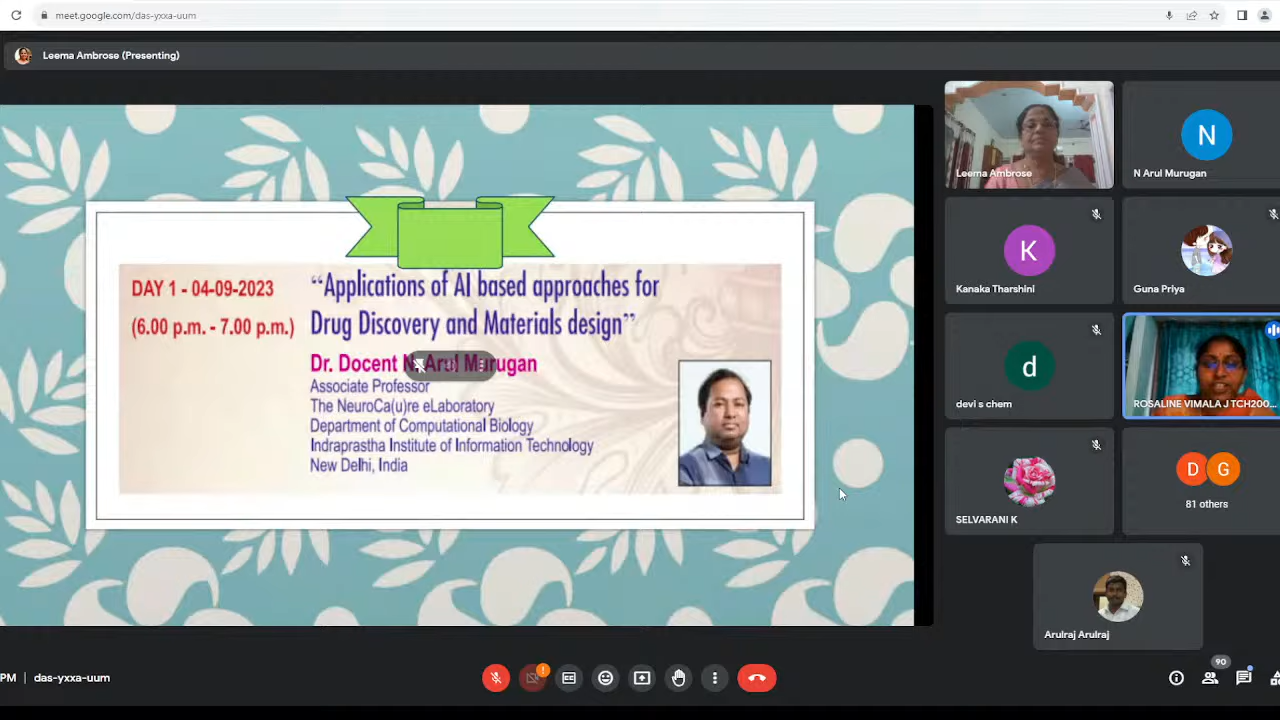 meet.google.com/das-yxxa-uum
Leema Ambrose (Presenting)
DAY 1 - 04-09-2023
(6.00 p.m. - 7.00 p.m.)
“Applications of AI based approaches for
Drug Discovery and Materials design”
Dr. Docent N. Arul Murugan
Associate Professor
The NeuroCa(u)re eLaboratory
Department of Computational Biology
Indraprastha Institute of Information Technology
New Delhi, India
Leema Ambrose
N
N Arul Murugan
K
Kanaka Tharshini
Guna Priya
d
devi s chem
ROSALINE VIMALA J TCH200...
SELVARANI K
D G
81 others
Arulraj Arulraj
PM | das-yxxa-uum
90